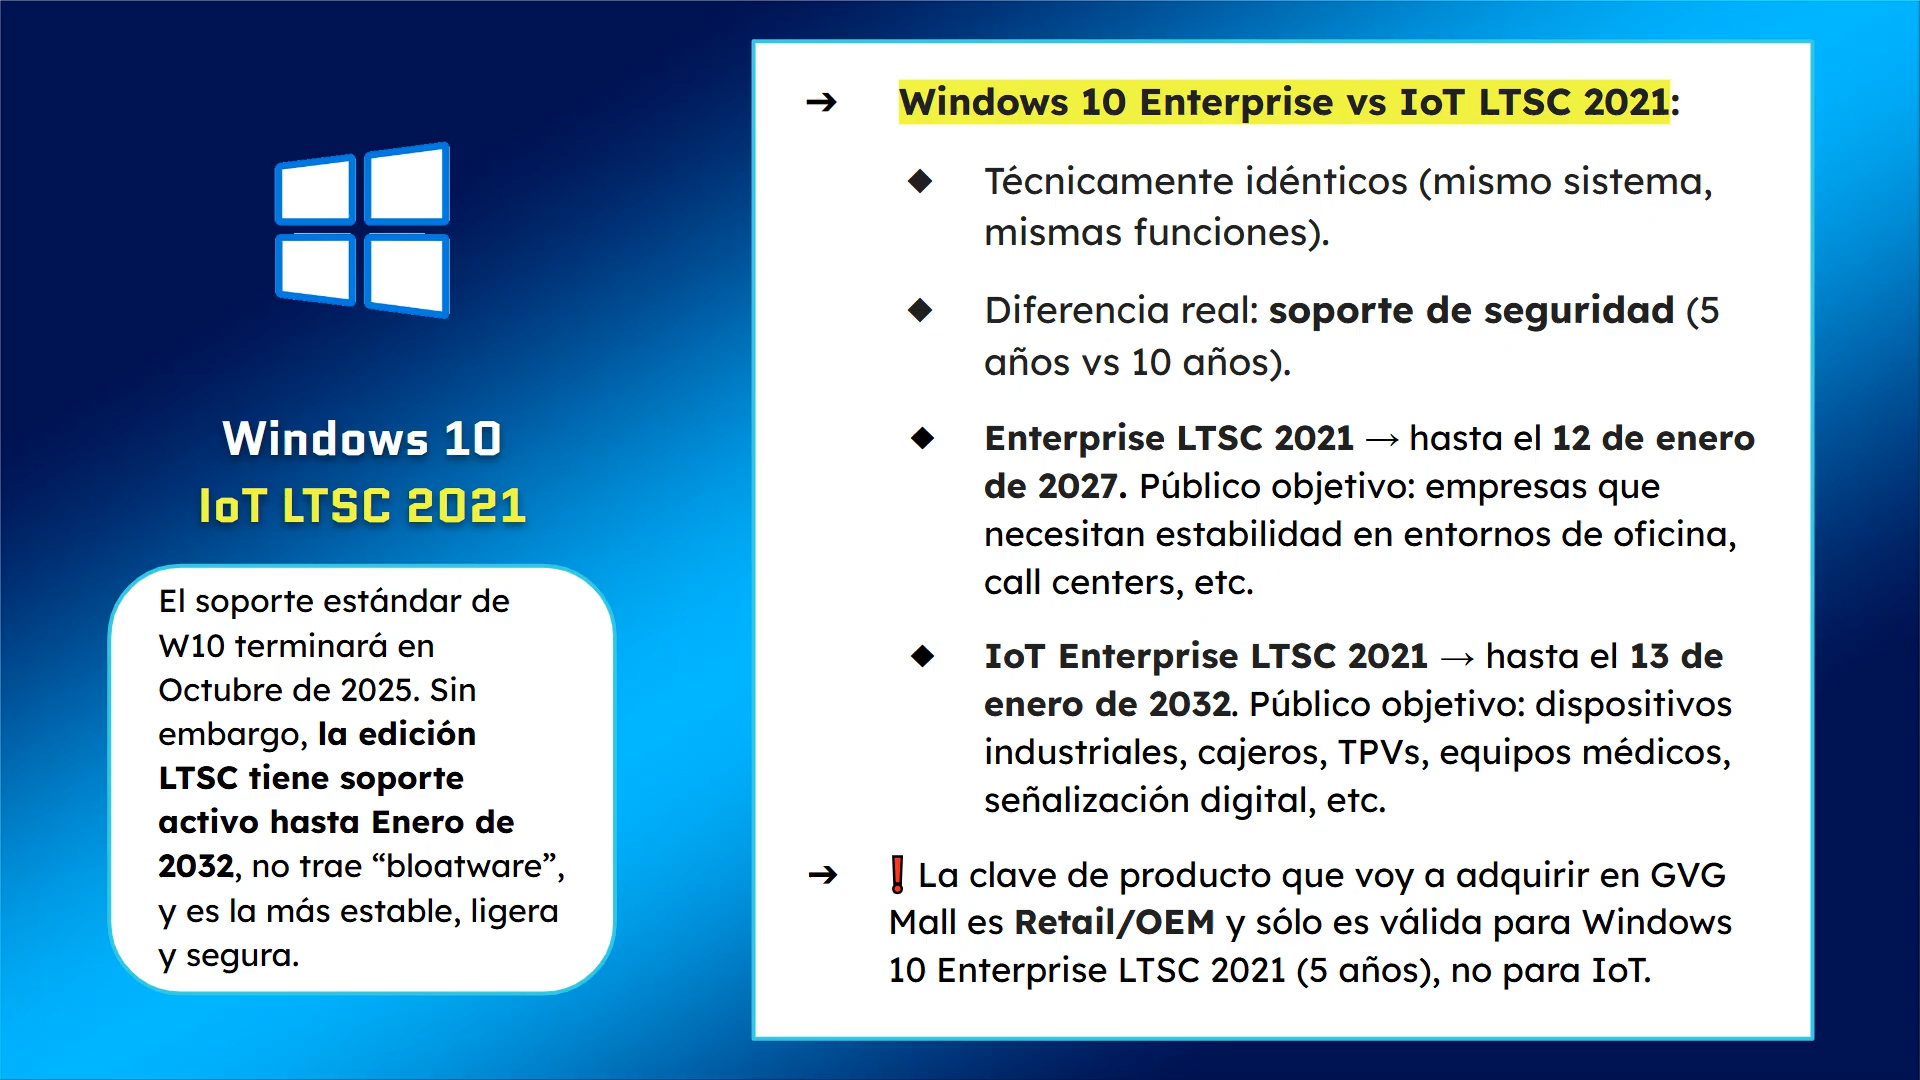 Windows 10
IoT LTSC 2021
El soporte estándar de
W10 terminará en
Octubre de 2025. Sin
embargo, la edición
LTSC tiene soporte
activo hasta Enero de
2032, no trae “bloatware”,
y es la más estable, ligera
y segura.
➔ Windows 10 Enterprise vs IoT LTSC 2021:
◆ Técnicamente idénticos (mismo sistema,
mismas funciones).
◆ Diferencia real: soporte de seguridad (5
años vs 10 años).
◆ Enterprise LTSC 2021 → hasta el 12 de enero
de 2027. Público objetivo: empresas que
necesitan estabilidad en entornos de oficina,
call centers, etc.
◆ IoT Enterprise LTSC 2021 → hasta el 13 de
enero de 2032. Público objetivo: dispositivos
industriales, cajeros, TPVs, equipos médicos,
señalización digital, etc.
➔ ❗La clave de producto que voy a adquirir en GVG
Mall es Retail/OEM y sólo es válida para Windows
10 Enterprise LTSC 2021 (5 años), no para IoT.